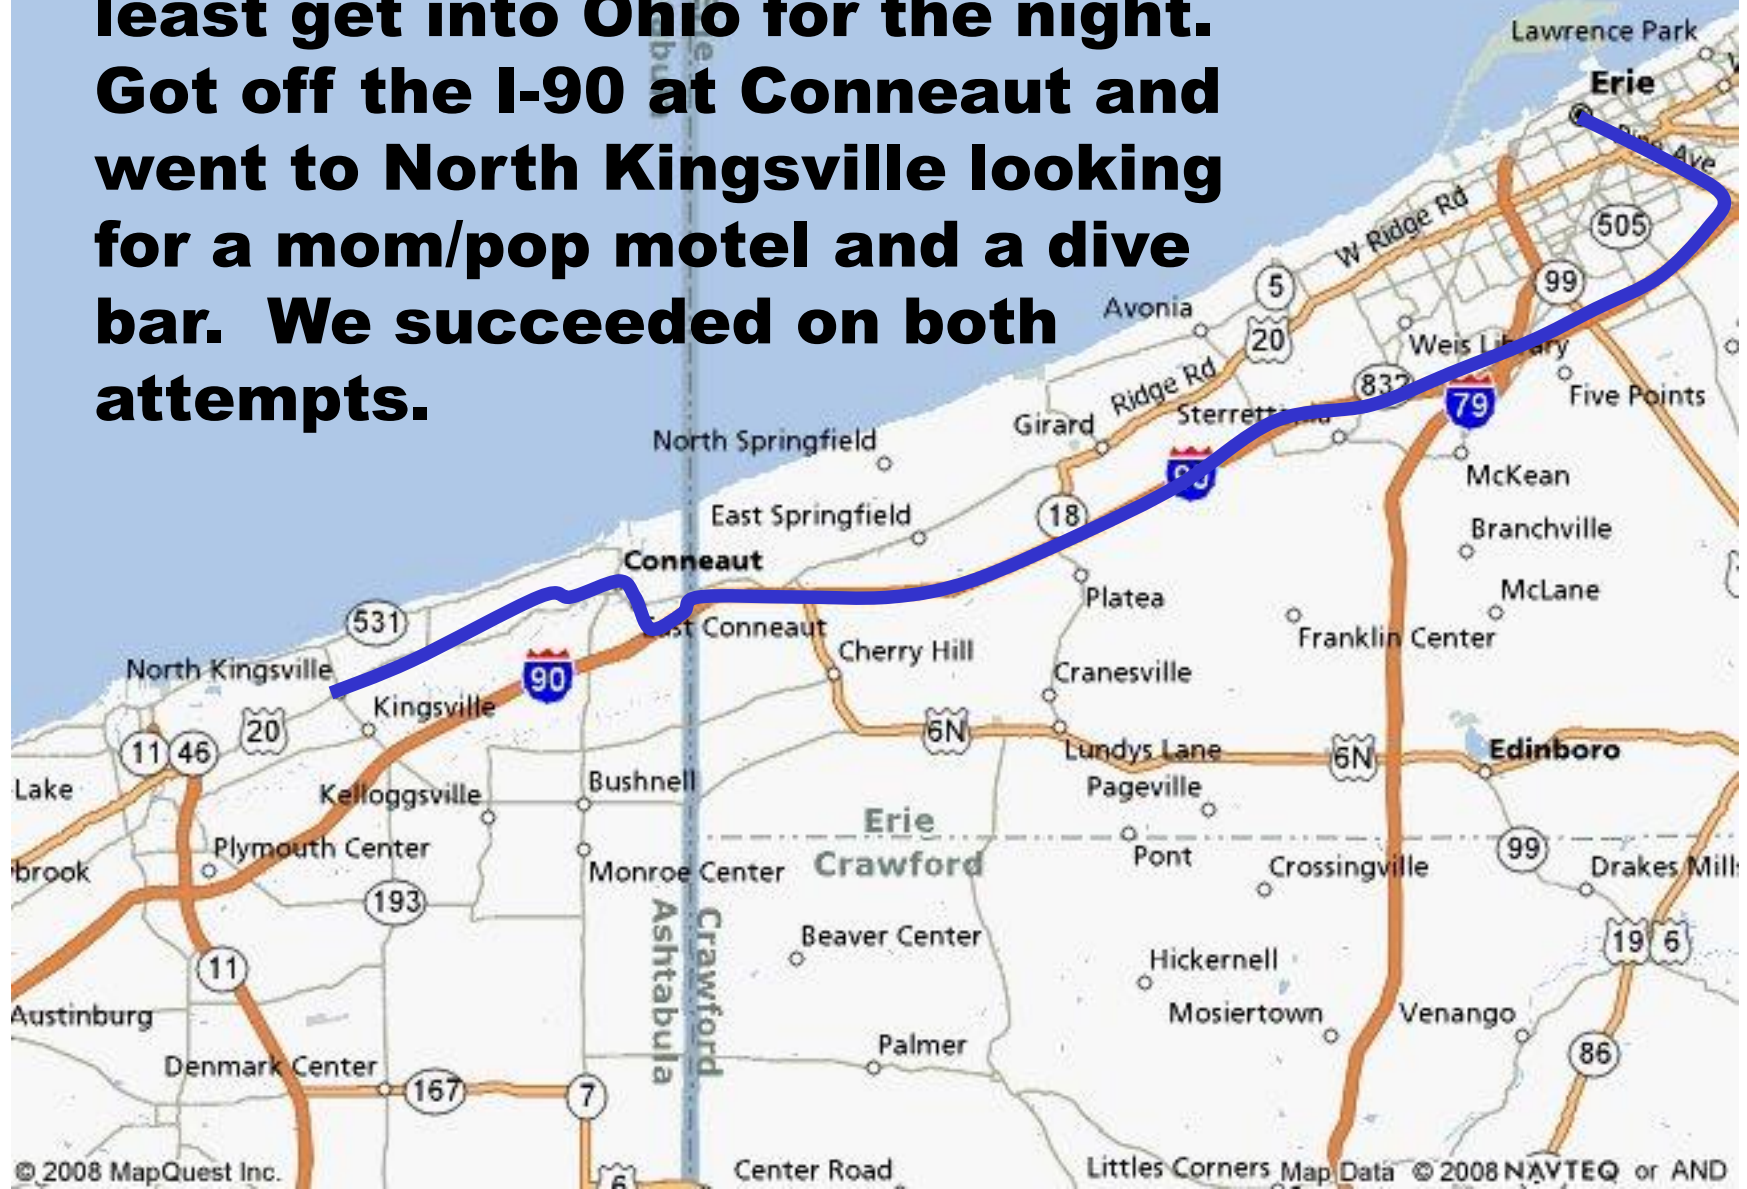 least get into Ohio for the night.
Got off the I-90 at Conneaut and
went to North Kingsville looking
for a mom/pop motel and a dive
bar.  We succeeded on both
attempts.
Lawrence Park
Erie
Ave
W Ridge Rd
505
99
5
Avonia
20
Weis Library
832
79
Five Points
Ridge Rd
Girard
North Springfield
McKean
18
East Springfield
Branchville
Conneaut
Platea
McLane
531
East Conneaut
Franklin Center
Cherry Hill
North Kingsville
90
Cranesville
Kingsville
20
6N
11
46
Lundys Lane
6N
Edinboro
Lake
Kelloggsville
Bushnell
Pageville
Erie
Plymouth Center
Crawford
Pont
99
brook
Monroe Center
Crossingville
Drakes Mills
193
Ashtabula
Crawford
Beaver Center
19
6
11
Hickernell
Austinburg
Mosiertown
Venango
Palmer
86
Denmark Center
167
7
© 2008 MapQuest Inc.
6
Center Road
Littles Corners
Map Data © 2008 NAVTEQ or AND